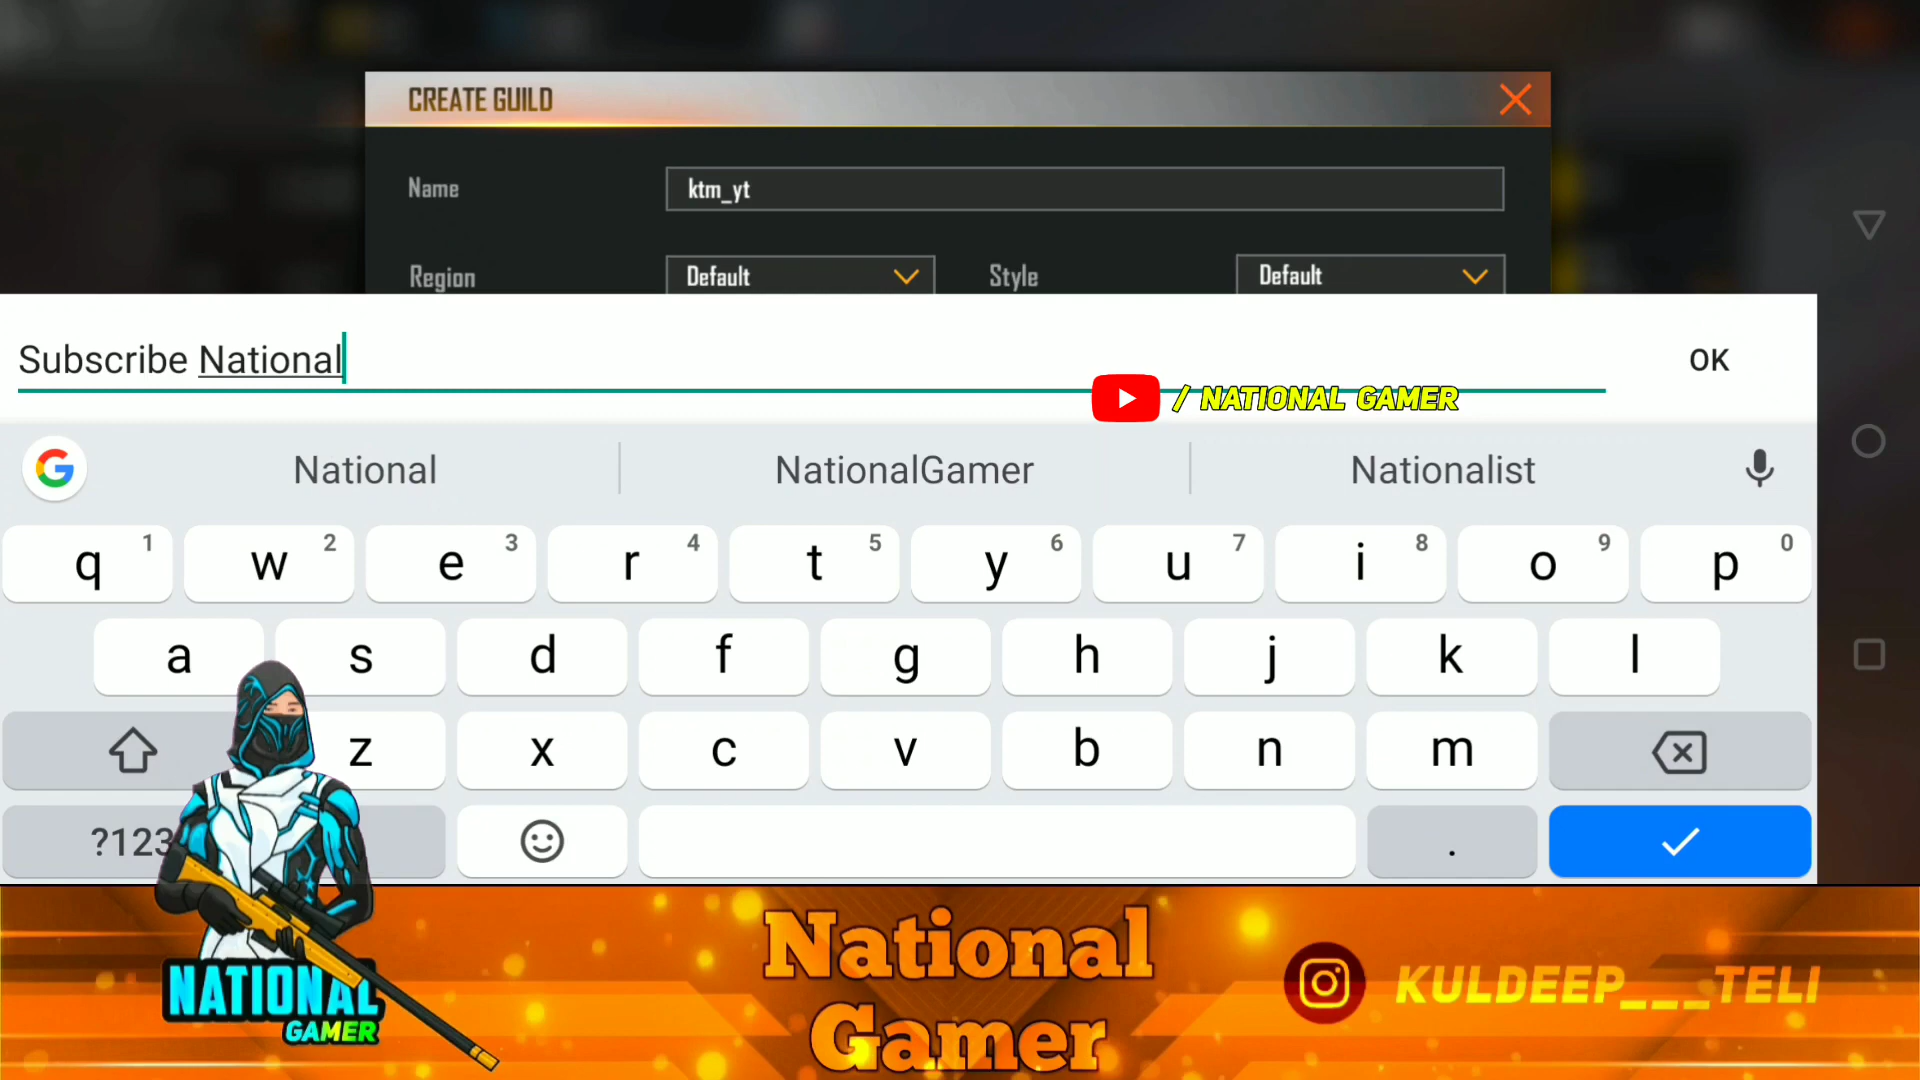 CREATE GUILD
Name
ktm_yt
Region
Default
Style
Default
Subscribe National
OK
/ NATIONAL GAMER
National
NationalGamer
Nationalist
q 1 w 2 e 3 r 4 t 5 y 6 u 7 i 8 o 9 p 0
a s d f g h j k l
z x c v b n m
?123 .
National
Gamer
NATIONAL
GAMER
KULDEEP___TELI